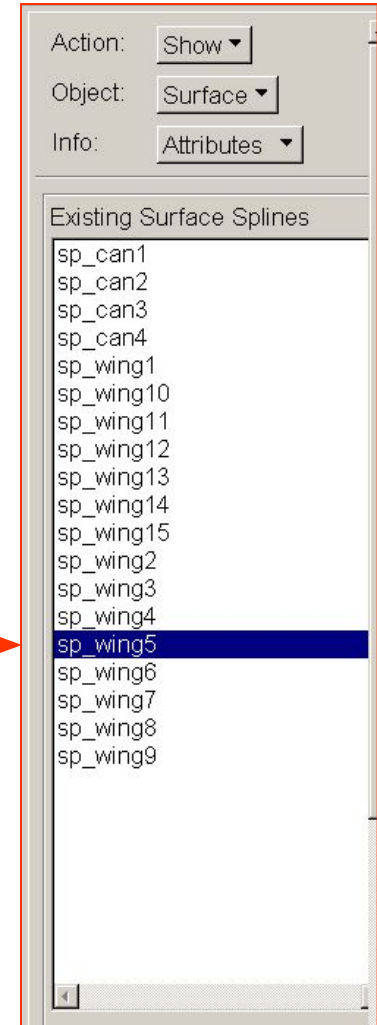 Action: Show
Object: Surface
Info: Attributes
Existing Surface Splines
sp_can1
sp_can2
sp_can3
sp_can4
sp_wing1
sp_wing10
sp_wing11
sp_wing12
sp_wing13
sp_wing14
sp_wing15
sp_wing2
sp_wing3
sp_wing4
sp_wing5
sp_wing6
sp_wing7
sp_wing8
sp_wing9